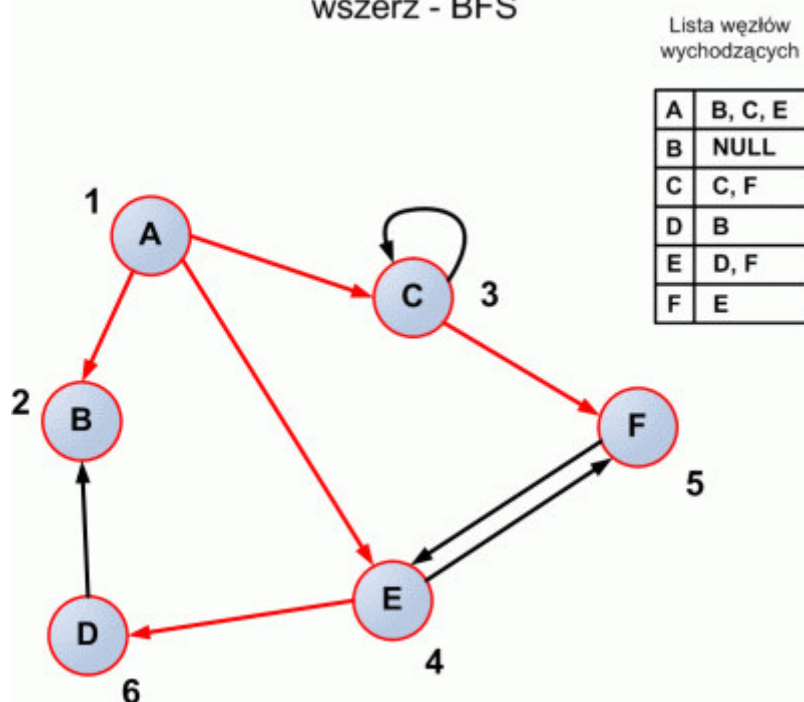 wszerz - BFS
Lista węzłów
wychodzących
A B, C, E
B NULL
C C, F
D B
E D, F
F E
1
A
C
3
2
B
F
5
E
4
D
6